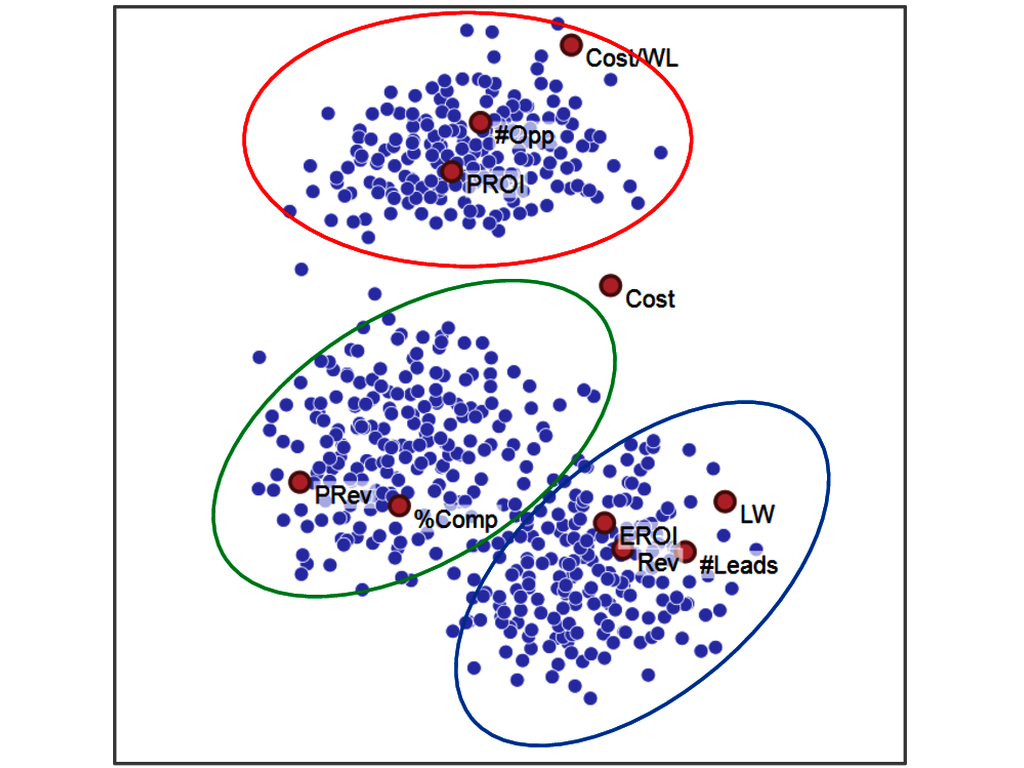 Cost/WL
#Opp
PROI
Cost
PRev
%Comp
LW
EROI
Rev
#Leads